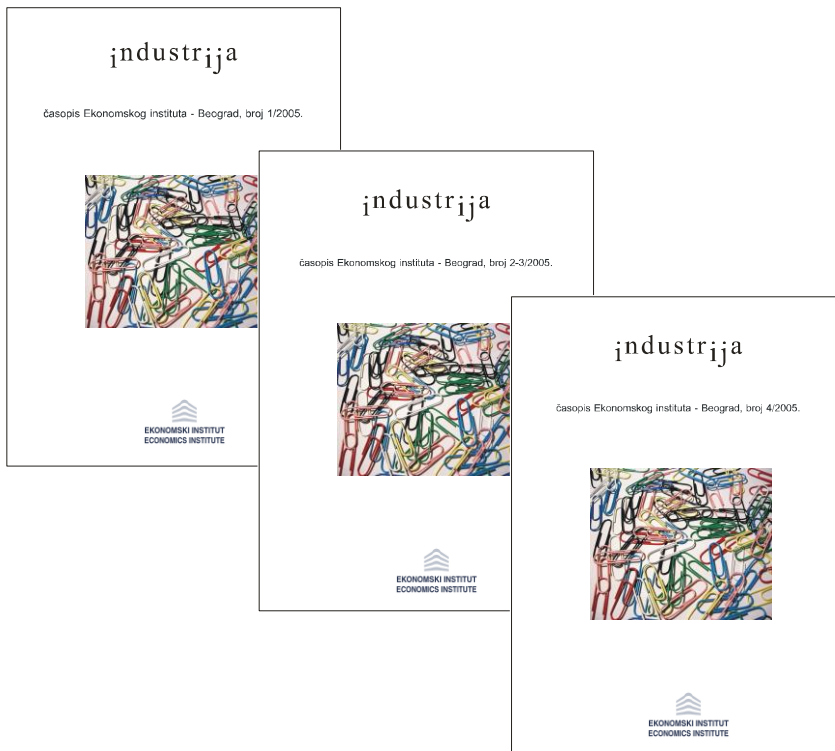 industrija
časopis Ekonomskog instituta - Beograd, broj 1/2005.
EKONOMSKI INSTITUT
ECONOMICS INSTITUTE
industrija
časopis Ekonomskog instituta - Beograd, broj 2-3/2005.
EKONOMSKI INSTITUT
ECONOMICS INSTITUTE
industrija
časopis Ekonomskog instituta - Beograd, broj 4/2005.
EKONOMSKI INSTITUT
ECONOMICS INSTITUTE